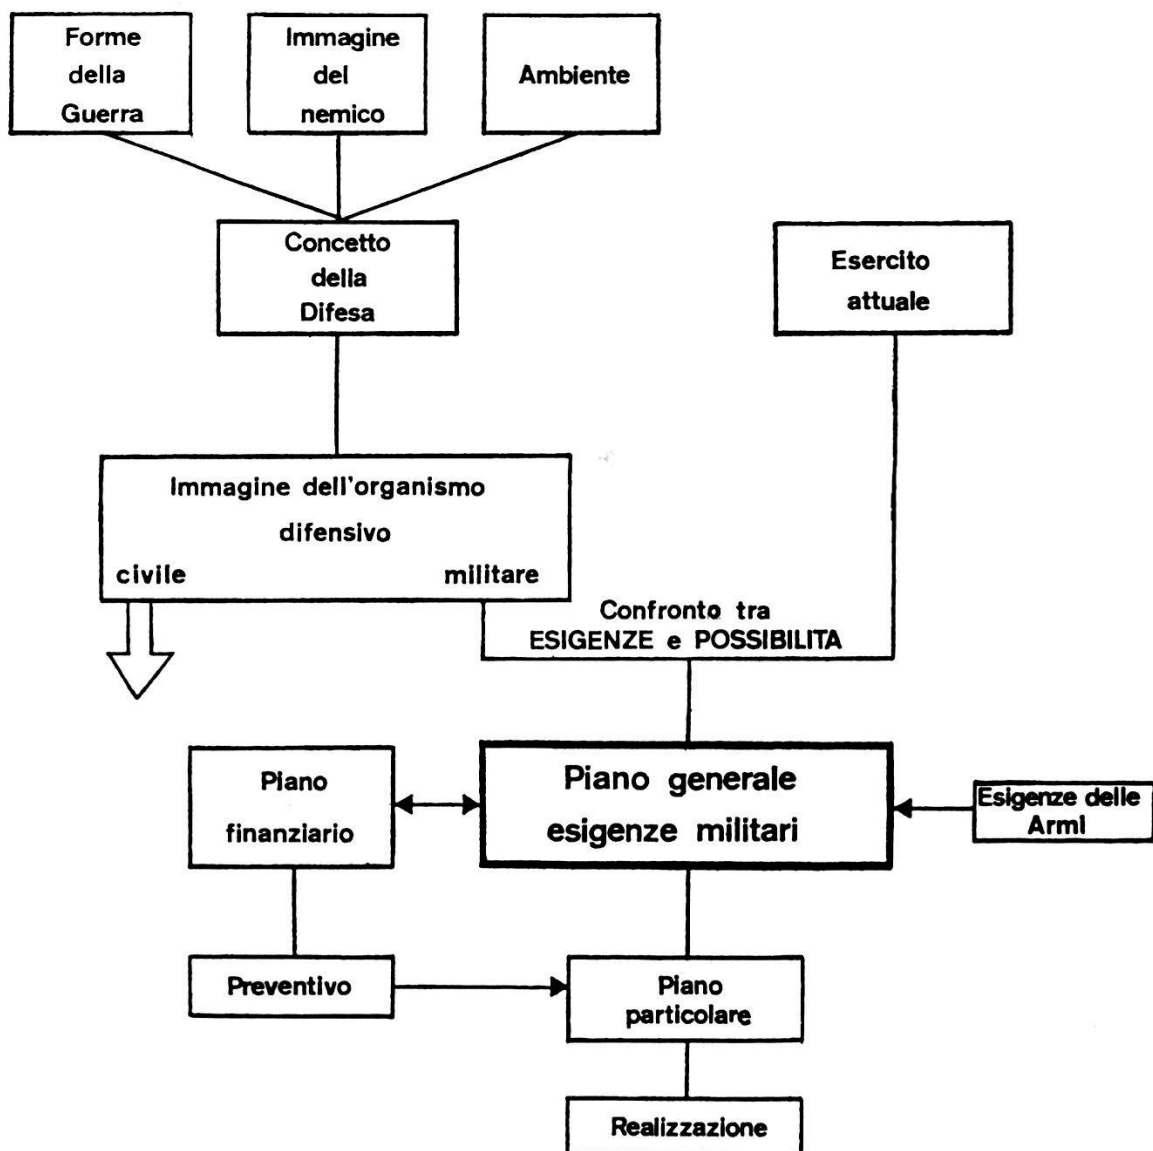 Forme
della
Guerra
Immagine
del
nemico
Ambiente
Concetto
della
Difesa
Esercito
attuale
Immagine dell'organismo
difensivo
civile militare
Confronto tra
ESIGENZE e POSSIBILITA
Piano
finanziario
Piano generale
esigenze militari
Esigenze delle
Armi
Preventivo
Piano
particolare
Realizzazione